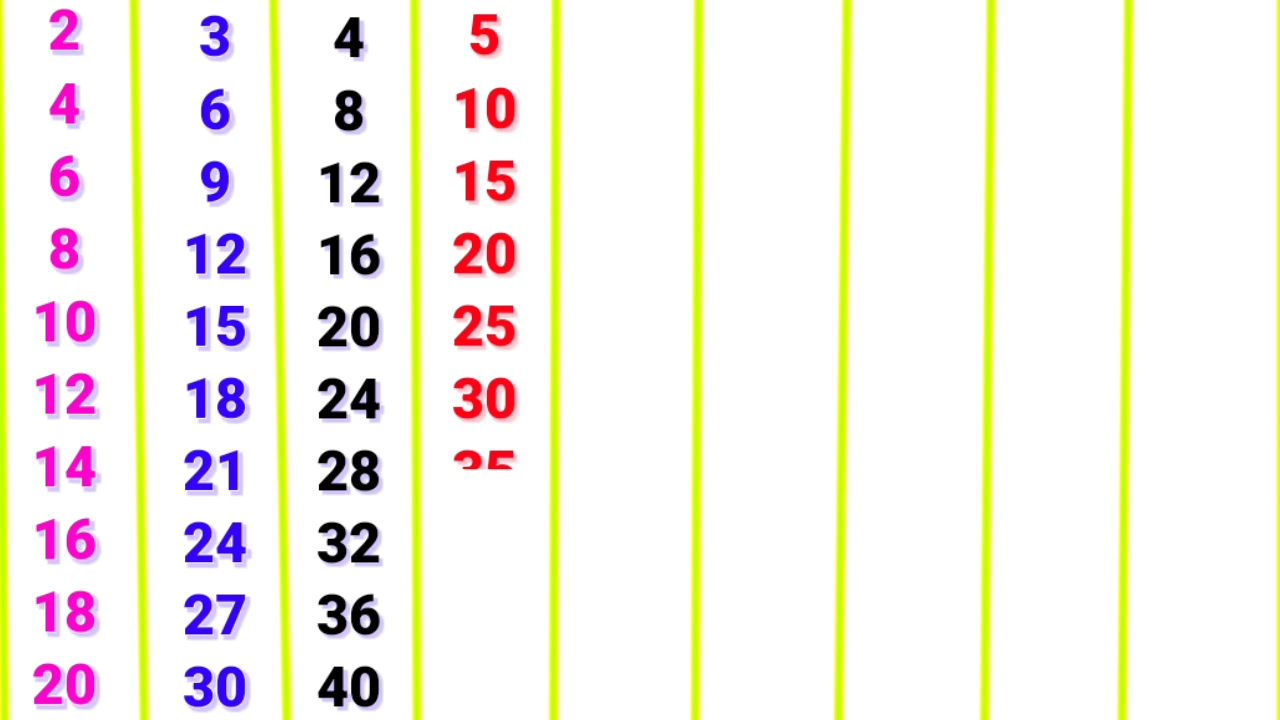 2 3 4 5
4 6 8 10
6 9 12 15
8 12 16 20
10 15 20 25
12 18 24 30
14 21 28 35
16 24 32
18 27 36
20 30 40